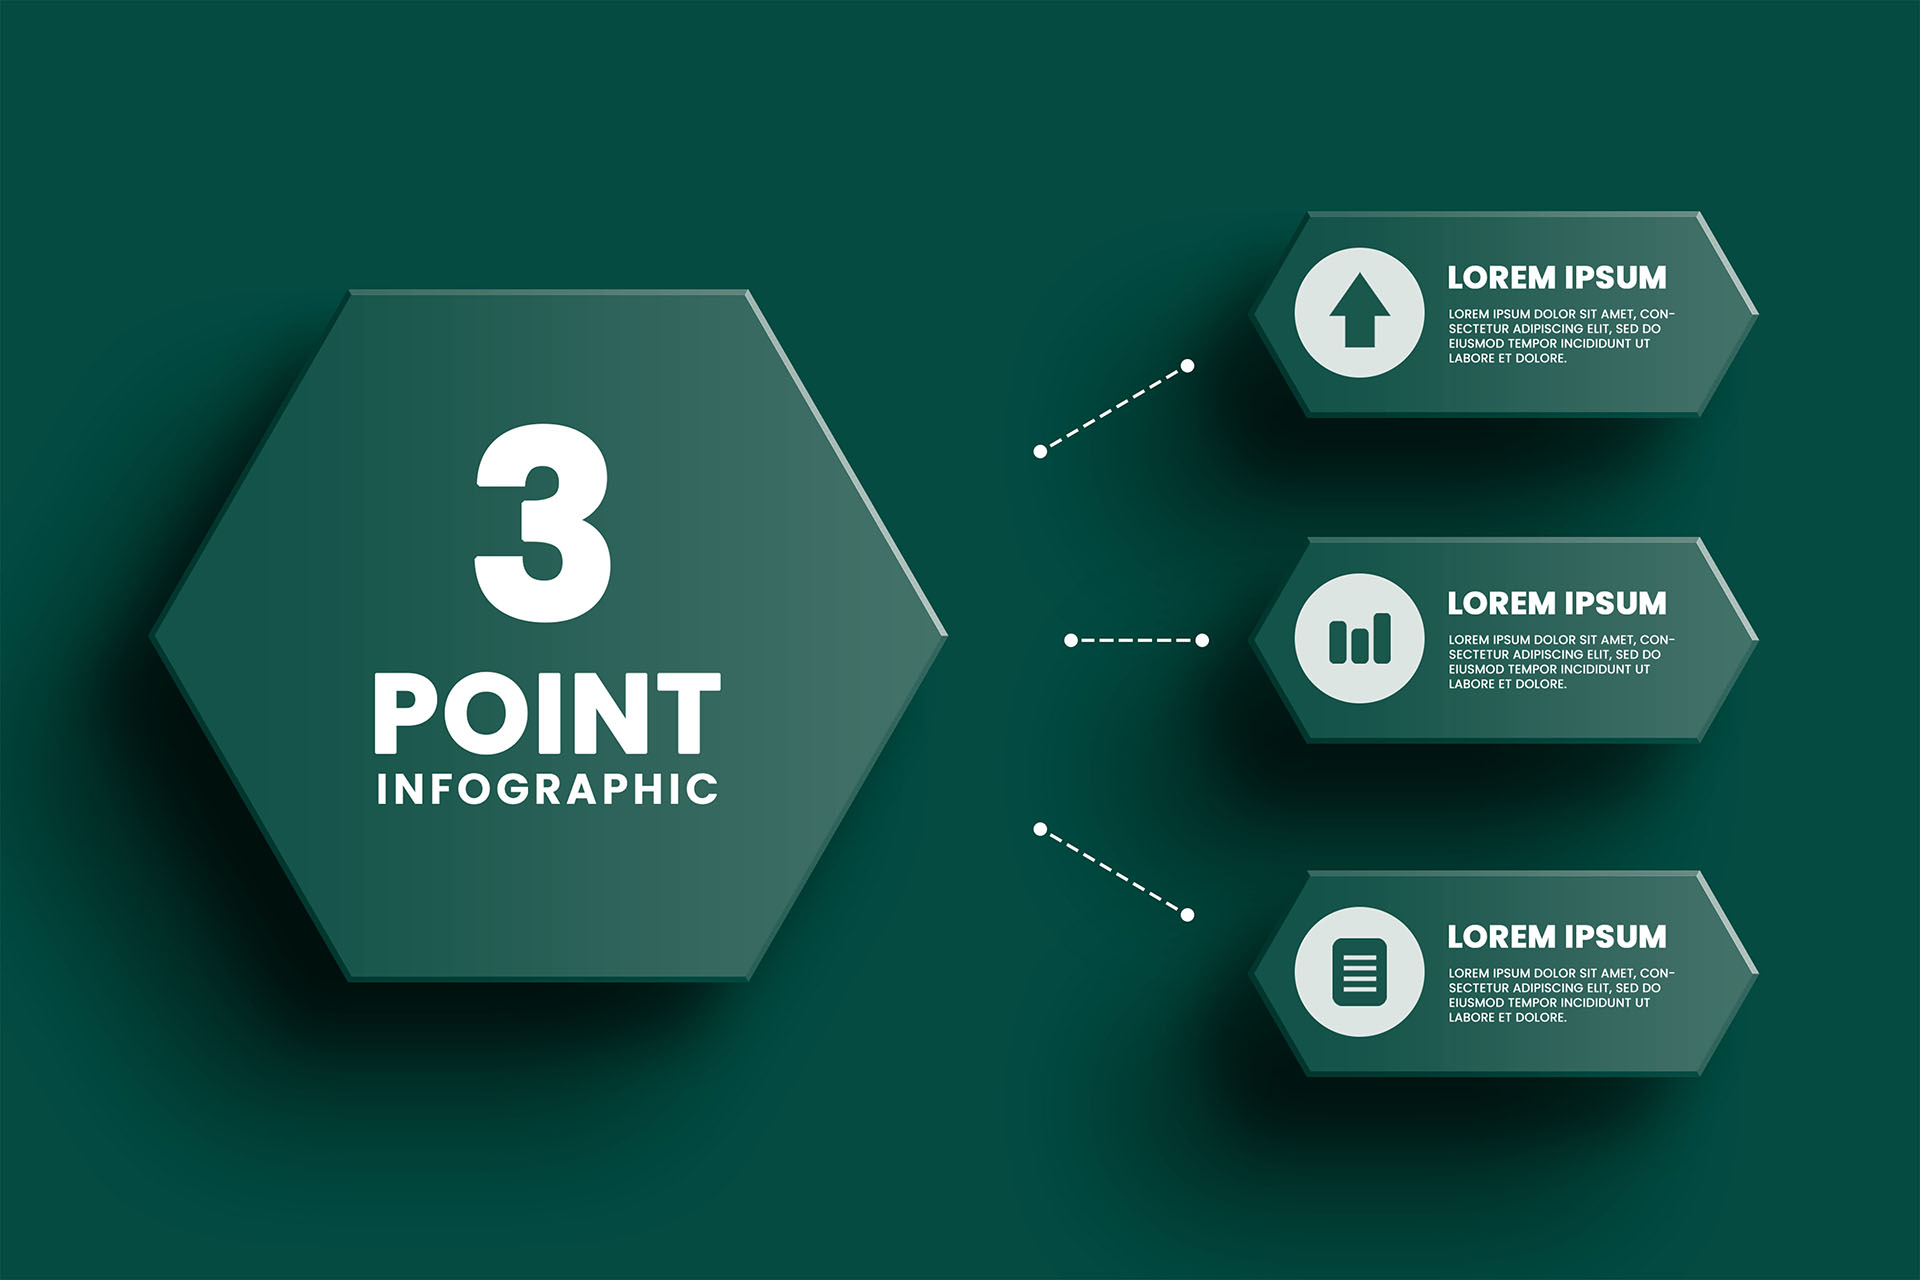 3
POINT
INFOGRAPHIC
LOREM IPSUM
LOREM IPSUM DOLOR SIT AMET, CON-
SECTETUR ADIPISCING ELIT, SED DO
EIUSMOD TEMPOR INCIDIDUNT UT
LABORE ET DOLORE.
LOREM IPSUM
LOREM IPSUM DOLOR SIT AMET, CON-
SECTETUR ADIPISCING ELIT, SED DO
EIUSMOD TEMPOR INCIDIDUNT UT
LABORE ET DOLORE.
LOREM IPSUM
LOREM IPSUM DOLOR SIT AMET, CON-
SECTETUR ADIPISCING ELIT, SED DO
EIUSMOD TEMPOR INCIDIDUNT UT
LABORE ET DOLORE.